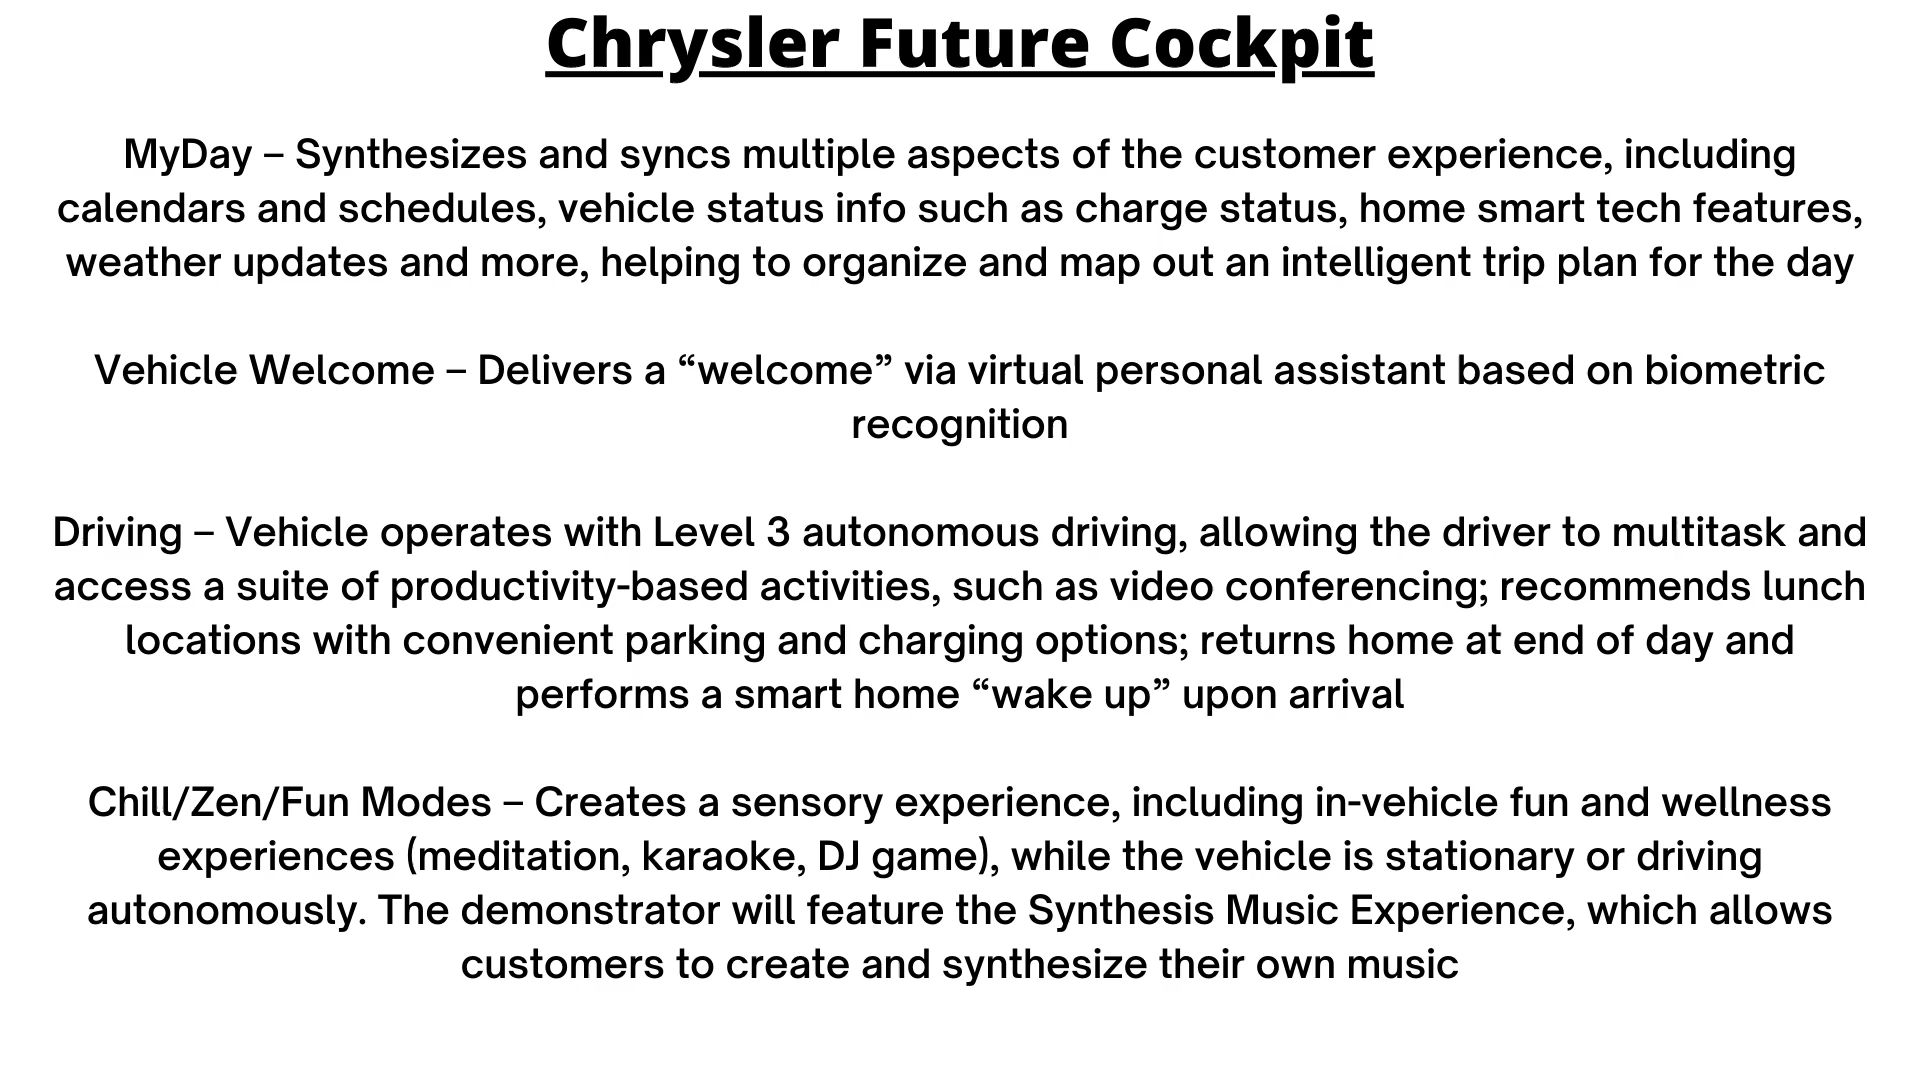 Chrysler Future Cockpit
MyDay – Synthesizes and syncs multiple aspects of the customer experience, including
calendars and schedules, vehicle status info such as charge status, home smart tech features,
weather updates and more, helping to organize and map out an intelligent trip plan for the day
Vehicle Welcome – Delivers a “welcome” via virtual personal assistant based on biometric
recognition
Driving – Vehicle operates with Level 3 autonomous driving, allowing the driver to multitask and
access a suite of productivity-based activities, such as video conferencing; recommends lunch
locations with convenient parking and charging options; returns home at end of day and
performs a smart home “wake up” upon arrival
Chill/Zen/Fun Modes – Creates a sensory experience, including in-vehicle fun and wellness
experiences (meditation, karaoke, DJ game), while the vehicle is stationary or driving
autonomously. The demonstrator will feature the Synthesis Music Experience, which allows
customers to create and synthesize their own music